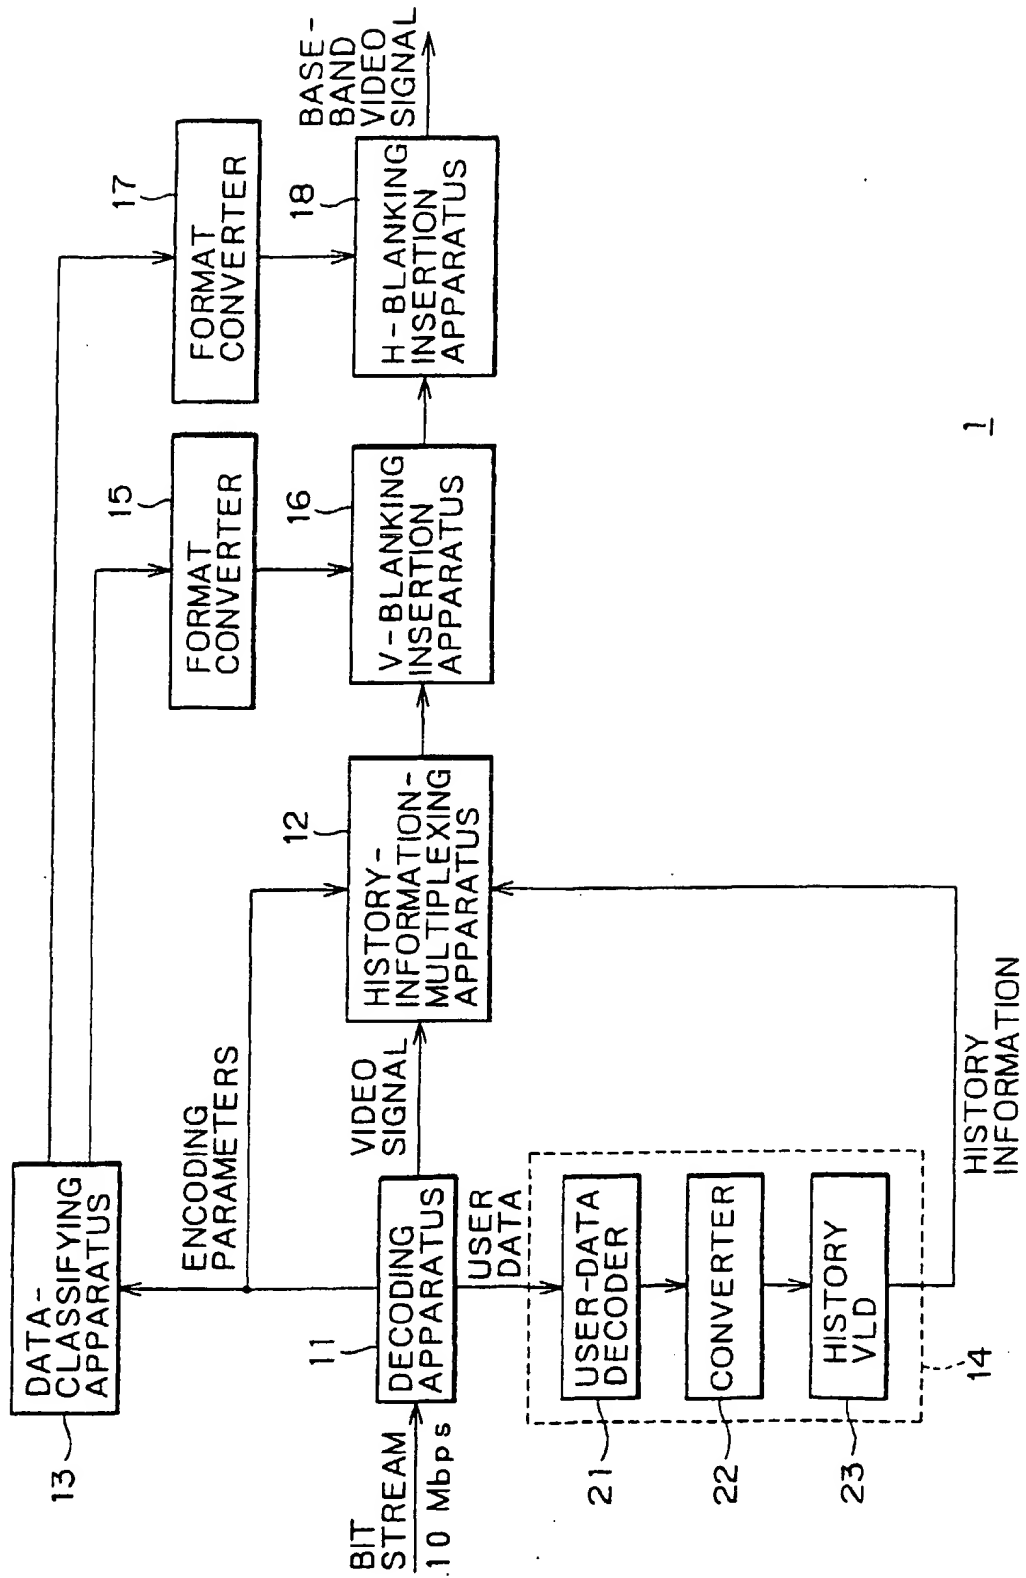 DATA-
CLASSIFYING
APPARATUS
13
FORMAT
CONVERTER
15
FORMAT
CONVERTER
17
ENCODING
PARAMETERS
BIT
STREAM
10 Mbps
DECODING
APPARATUS
11
VIDEO
SIGNAL
HISTORY-
INFORMATION-
MULTIPLEXING
APPARATUS
12
V-BLANKING
INSERTION
APPARATUS
16
H-BLANKING
INSERTION
APPARATUS
18
BASE-
BAND
VIDEO
SIGNAL
USER
DATA
USER-DATA
DECODER
21
CONVERTER
22
HISTORY
VLD
23
14
HISTORY
INFORMATION
1